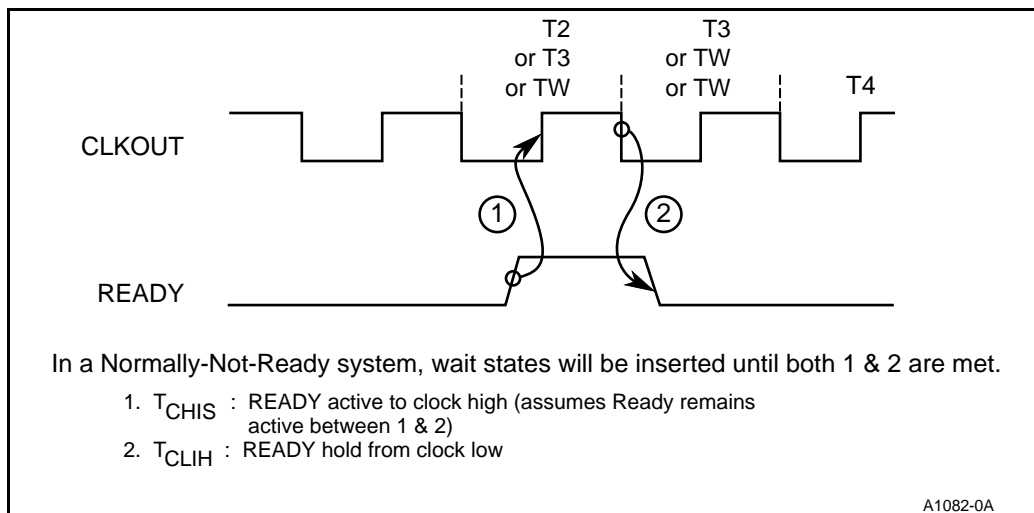 T2
or T3
or TW
T3
or TW
or TW
T4
CLKOUT
1
2
READY
In a Normally-Not-Ready system, wait states will be inserted until both 1 & 2 are met.
1. TCHIS : READY active to clock high (assumes Ready remains
active between 1 & 2)
2. TCLIH : READY hold from clock low
A1082-0A